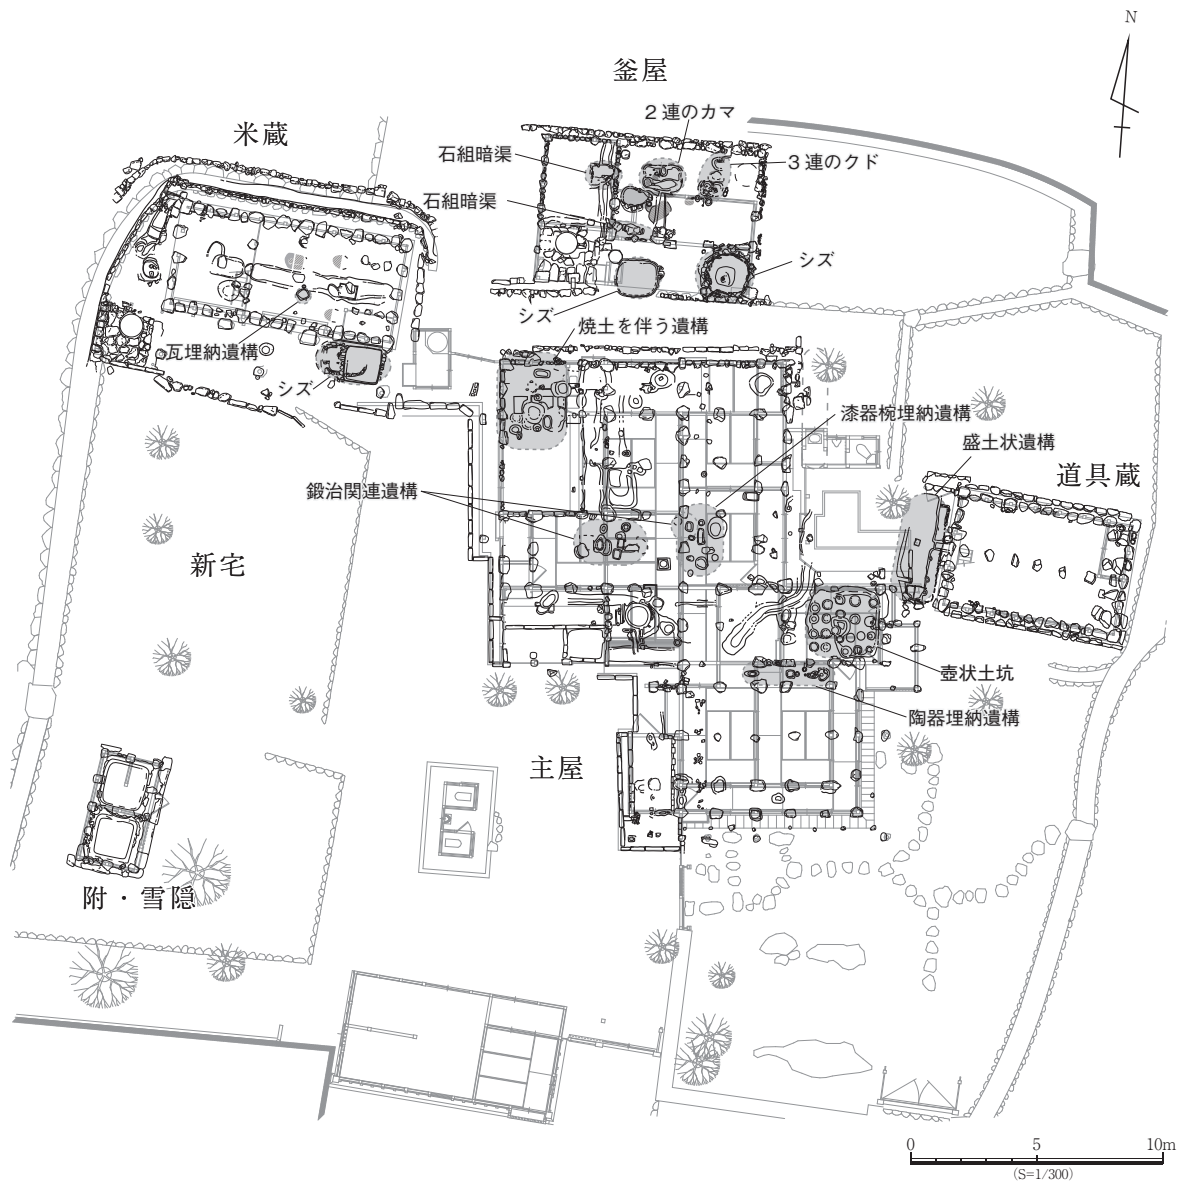 N
釜屋
2連のカマ
米蔵
石組暗渠
3連のクド
石組暗渠
シズ
シズ
焼土を伴う遺構
瓦埋納遺構
シズ
漆器椀埋納遺構
盛土状遺構
道具蔵
鍛冶関連遺構
新宅
壺状土坑
陶器埋納遺構
主屋
附・雪隠
0 5 10m
(S=1/300)